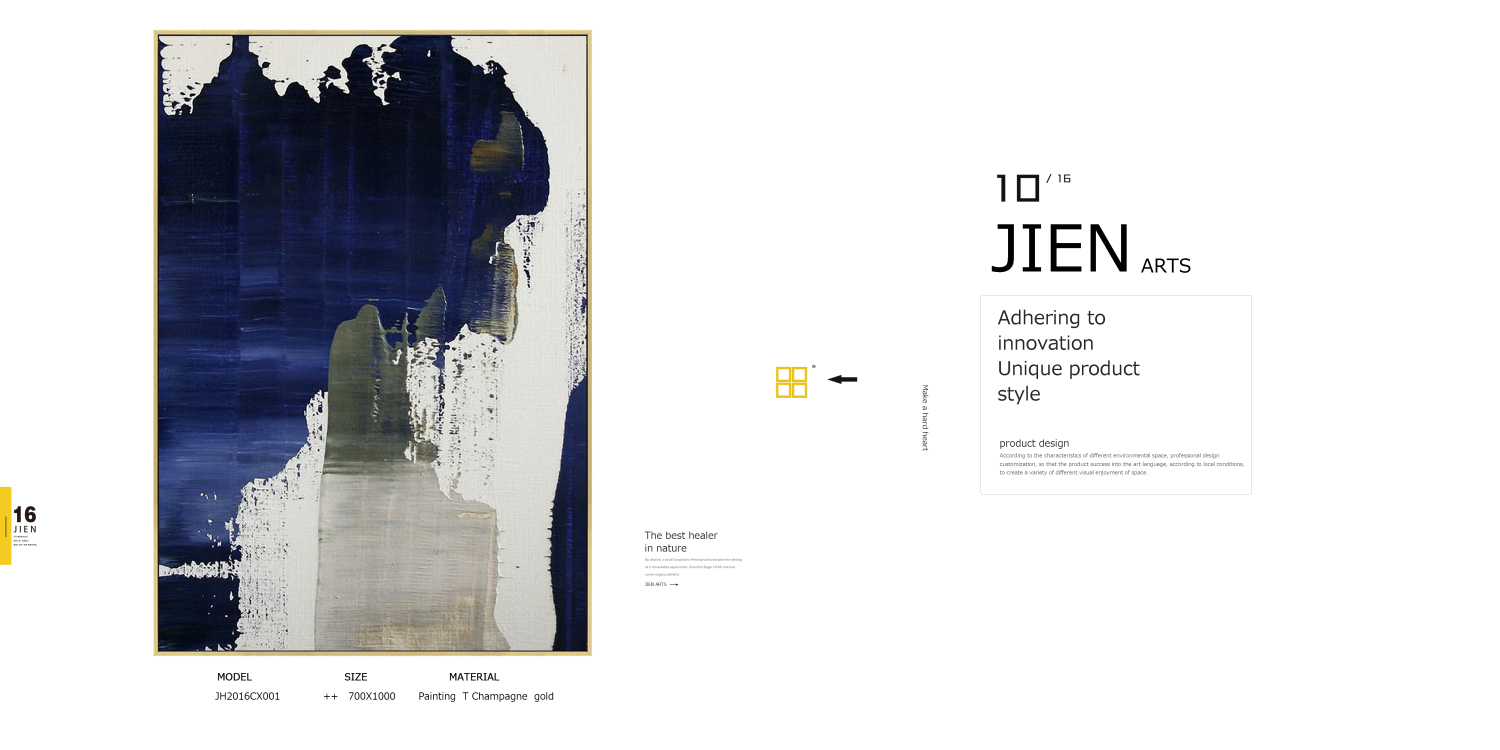 16
JIEN
MODEL SIZE MATERIAL
JH2016CX001 ++ 700X1000 Painting T Champagne gold
The best healer
in nature
JIEN ARTS
Make a hard heart
10 / 16
JIEN ARTS
Adhering to
innovation
Unique product
style
product design
According to the characteristics of different environmental space, professional design
customization, so that the product success into the art language, according to local conditions,
to create a variety of different visual enjoyment of space.